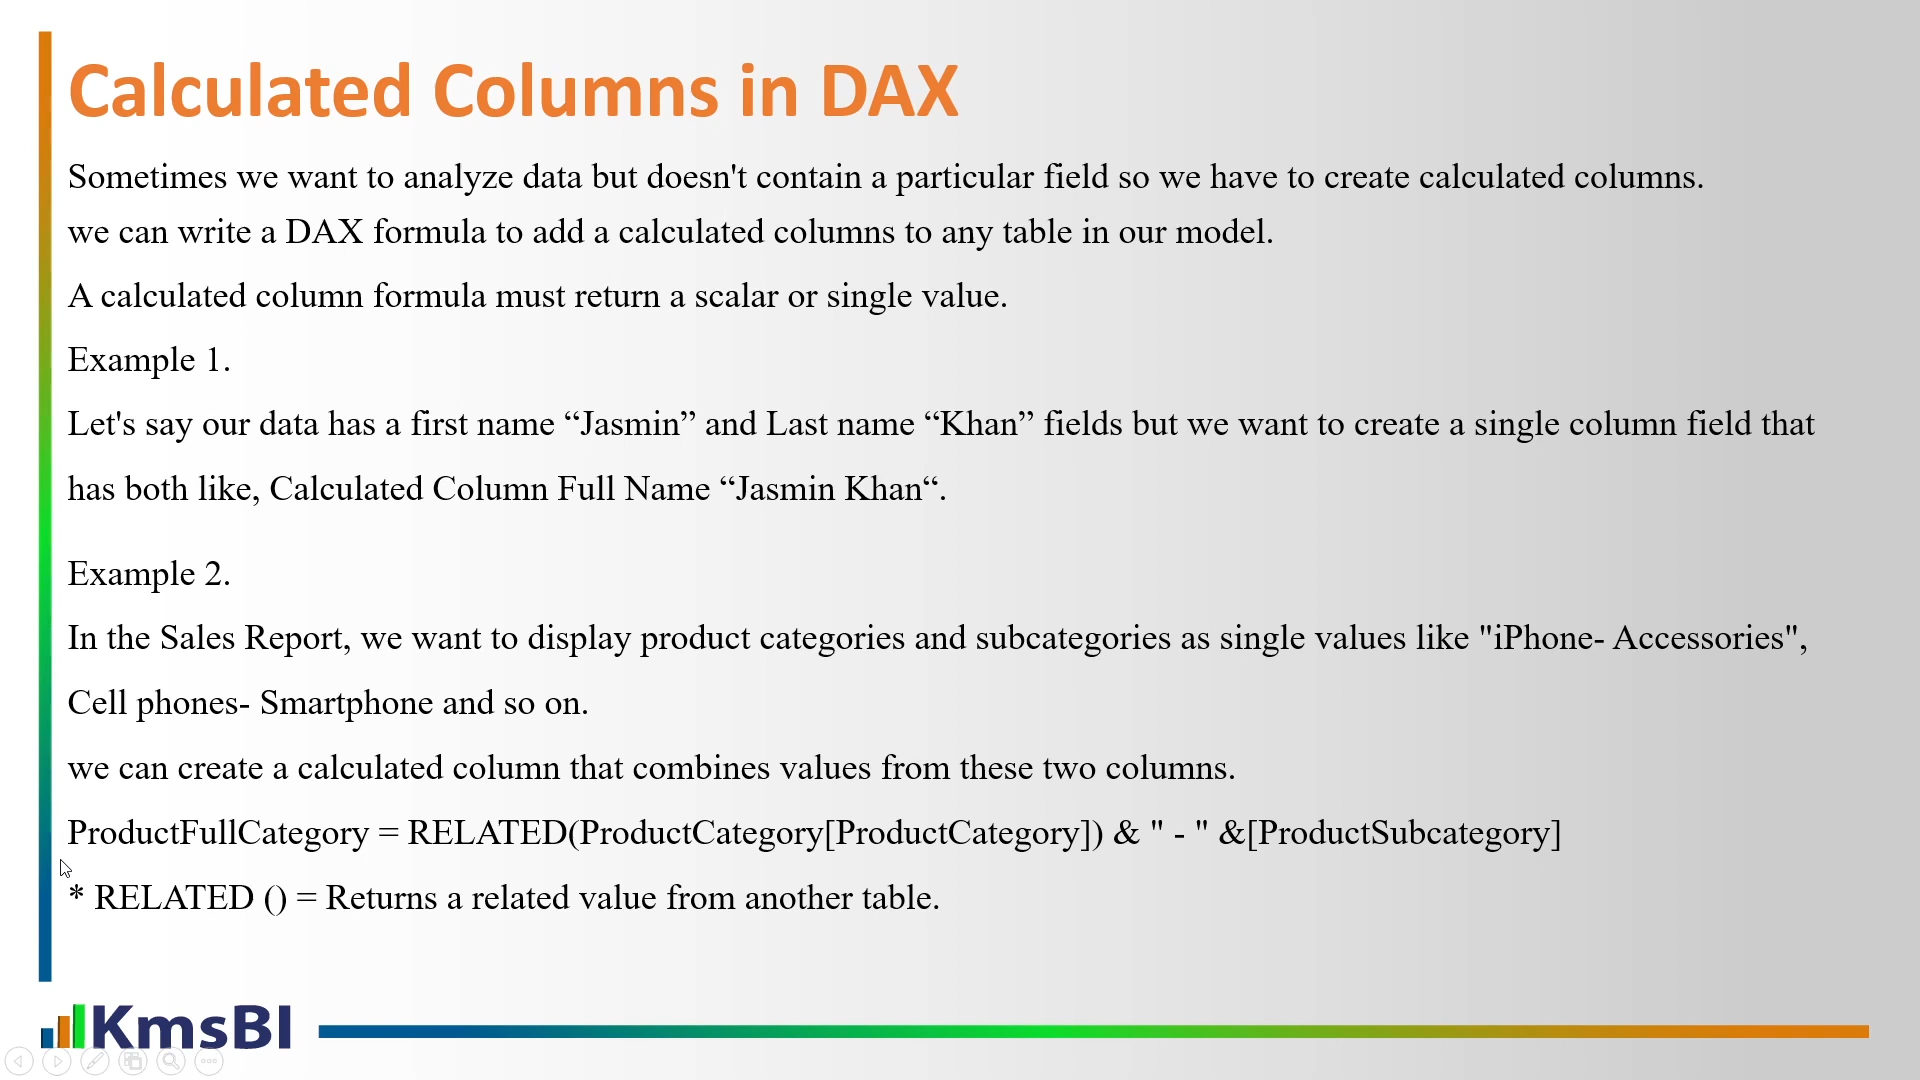 Calculated Columns in DAX
Sometimes we want to analyze data but doesn't contain a particular field so we have to create calculated columns.
we can write a DAX formula to add a calculated columns to any table in our model.
A calculated column formula must return a scalar or single value.
Example 1.
Let's say our data has a first name “Jasmin” and Last name “Khan” fields but we want to create a single column field that
has both like, Calculated Column Full Name “Jasmin Khan“.
Example 2.
In the Sales Report, we want to display product categories and subcategories as single values like "iPhone- Accessories",
Cell phones- Smartphone and so on.
we can create a calculated column that combines values from these two columns.
ProductFullCategory = RELATED(ProductCategory[ProductCategory]) & " - " &[ProductSubcategory]
* RELATED () = Returns a related value from another table.
KmsBI